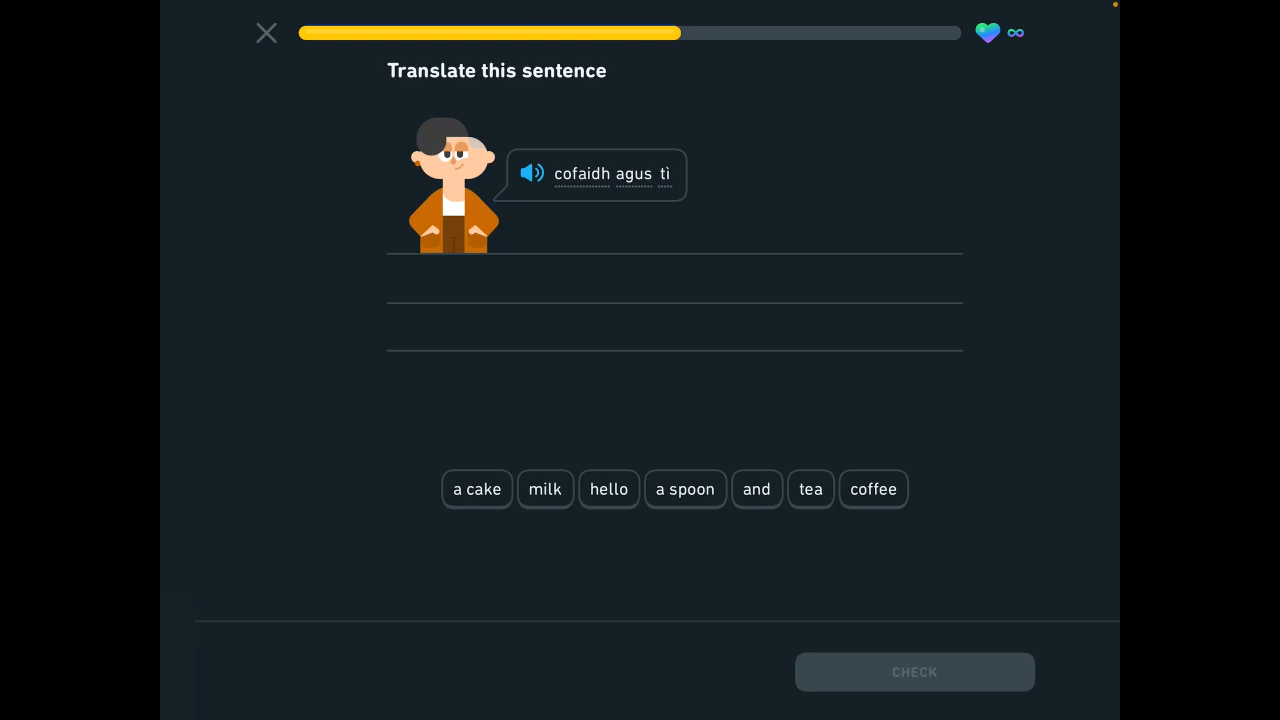 Translate this sentence
cofaidh agus tì
a cake milk hello a spoon and tea coffee
CHECK